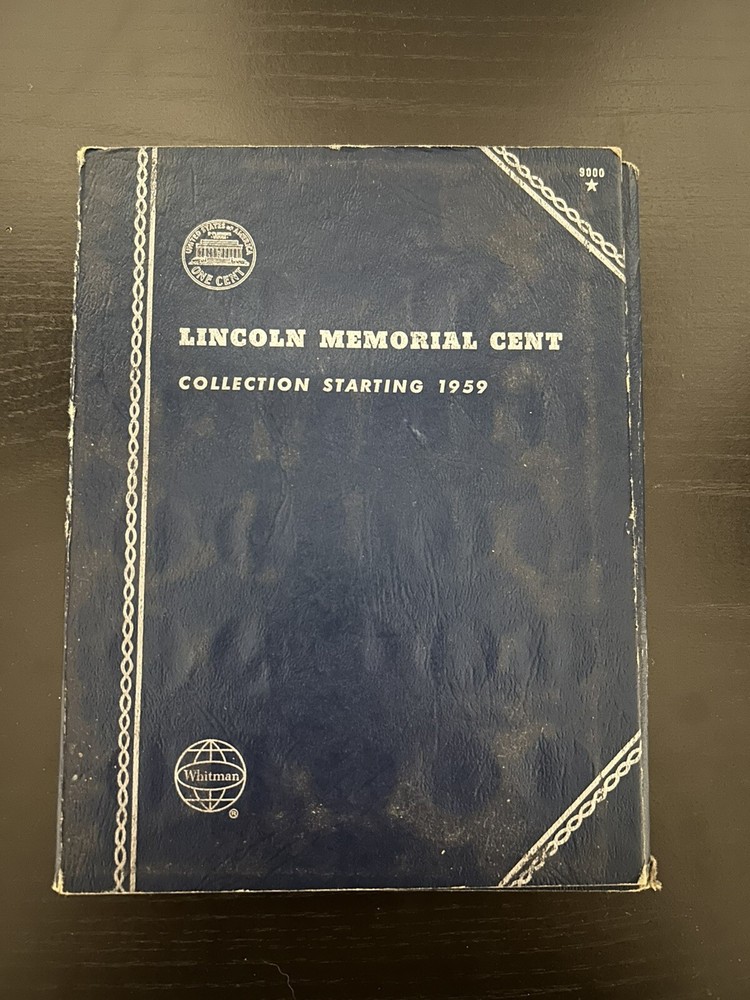 9000
★
UNITED STATES OF AMERICA
ONE CENT
LINCOLN MEMORIAL CENT
COLLECTION STARTING 1959
Whitman
®